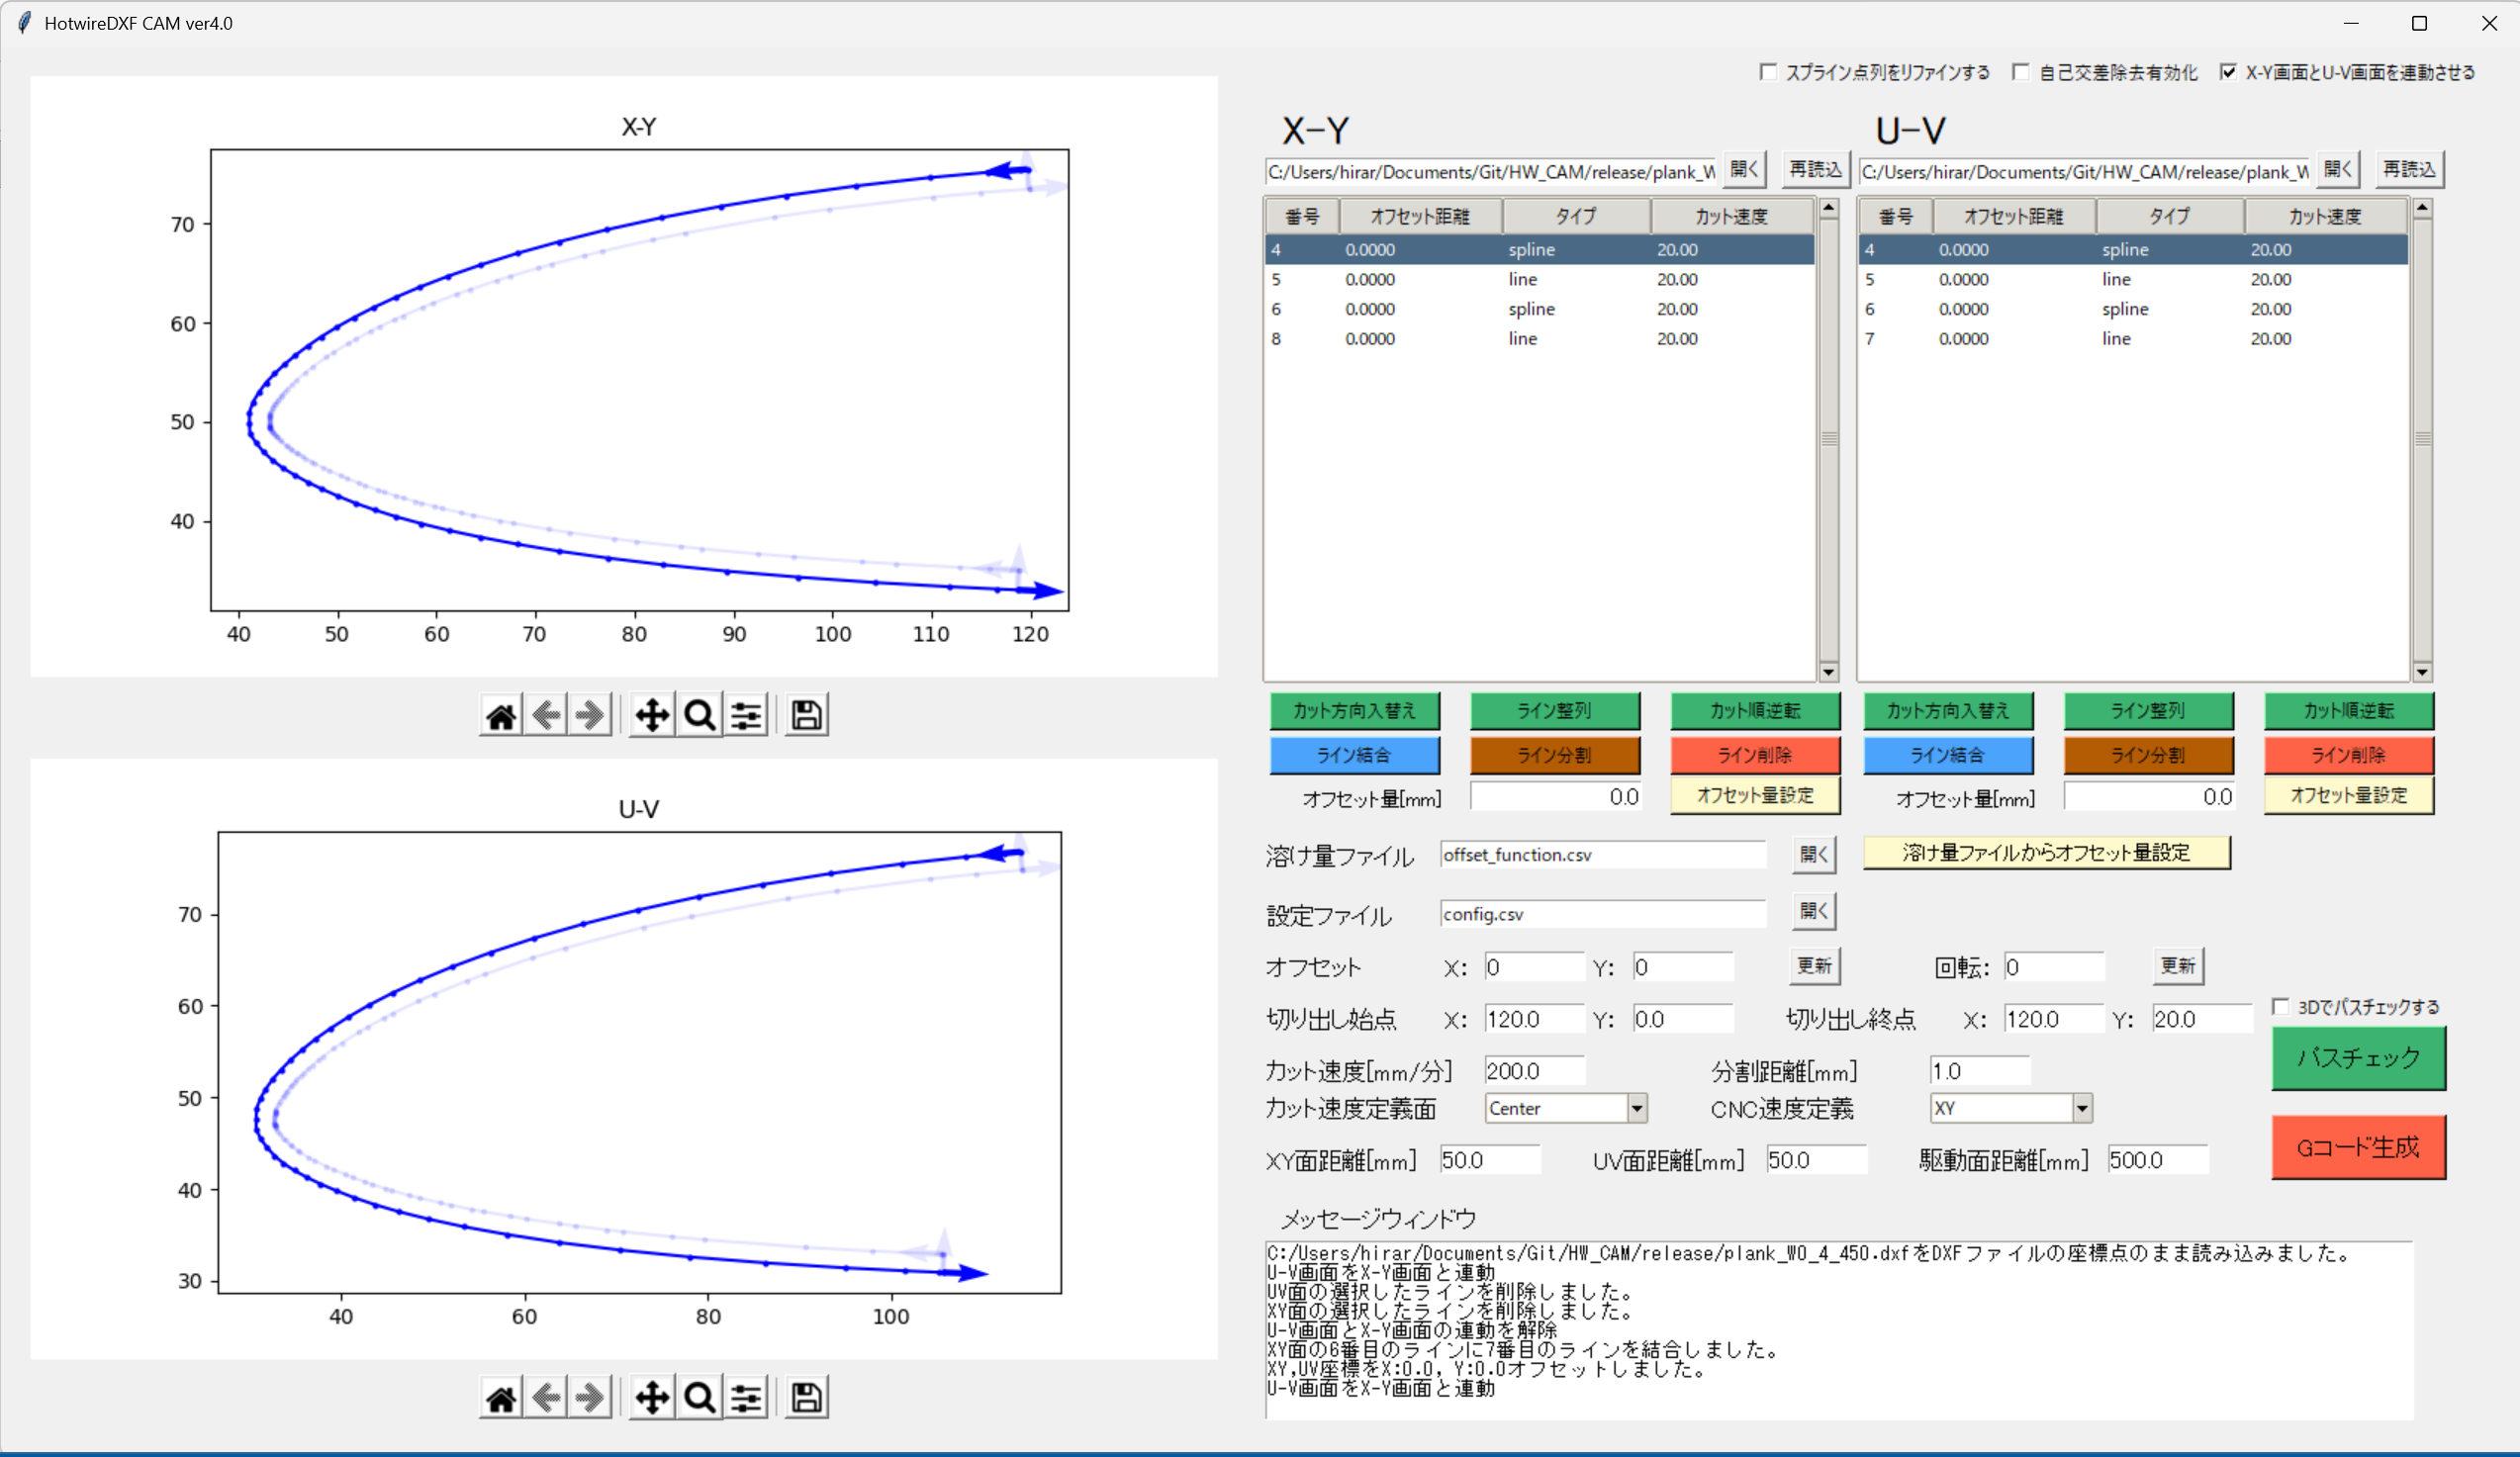 HotwireDXF CAM ver4.0
スプライン点列をリファインする 自己交差除去有効化 X-Y画面とU-V画面を連動させる
X-Y
70
60
50
40
40 50 60 70 80 90 100 110 120
U-V
70
60
50
40
30
40 60 80 100
X-Y U-V
C:/Users/hirar/Documents/Git/HW_CAM/release/plank_W 開く 再読込 C:/Users/hirar/Documents/Git/HW_CAM/release/plank_W 開く 再読込
番号 オフセット距離 タイプ カット速度 番号 オフセット距離 タイプ カット速度
4 0.0000 spline 20.00 4 0.0000 spline 20.00
5 0.0000 line 20.00 5 0.0000 line 20.00
6 0.0000 spline 20.00 6 0.0000 spline 20.00
8 0.0000 line 20.00 7 0.0000 line 20.00
カット方向入替え ライン整列 カット順逆転 カット方向入替え ライン整列 カット順逆転
ライン結合 ライン分割 ライン削除 ライン結合 ライン分割 ライン削除
オフセット量[mm] 0.0 オフセット量設定 オフセット量[mm] 0.0 オフセット量設定
溶け量ファイル offset_function.csv 開く 溶け量ファイルからオフセット量設定
設定ファイル config.csv 開く
オフセット X: 0 Y: 0 更新 回転: 0 更新
切り出し始点 X: 120.0 Y: 0.0 切り出し終点 X: 120.0 Y: 20.0 3Dでパスチェックする
カット速度[mm/分] 200.0 分割距離[mm] 1.0 パスチェック
カット速度定義面 Center CNC速度定義 XY
XY面距離[mm] 50.0 UV面距離[mm] 50.0 駆動面距離[mm] 500.0 Gコード生成
メッセージウィンドウ
C:/Users/hirar/Documents/Git/HW_CAM/release/plank_WO_4_450.dxfをDXFファイルの座標点のまま読み込みました。
U-V画面をX-Y画面と連動
UV面の選択したラインを削除しました。
XY面の選択したラインを削除しました。
U-V画面とX-Y画面の連動を解除
XY面の6番目のラインに7番目のラインを結合しました。
XY,UV座標をX:0.0, Y:0.0オフセットしました。
U-V画面をX-Y画面と連動